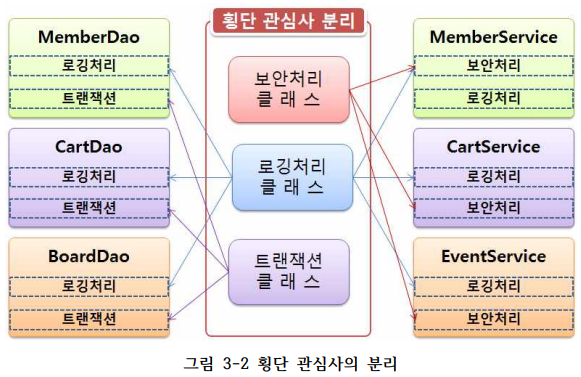 횡단 관심사 분리
MemberDao
로깅처리
트랜잭션
CartDao
로깅처리
트랜잭션
BoardDao
로깅처리
트랜잭션
보안처리
클 래 스
로깅처리
클 래 스
트랜잭션
클 래 스
MemberService
보안처리
로깅처리
CartService
로깅처리
보안처리
EventService
로깅처리
보안처리
그림 3-2 횡단 관심사의 분리